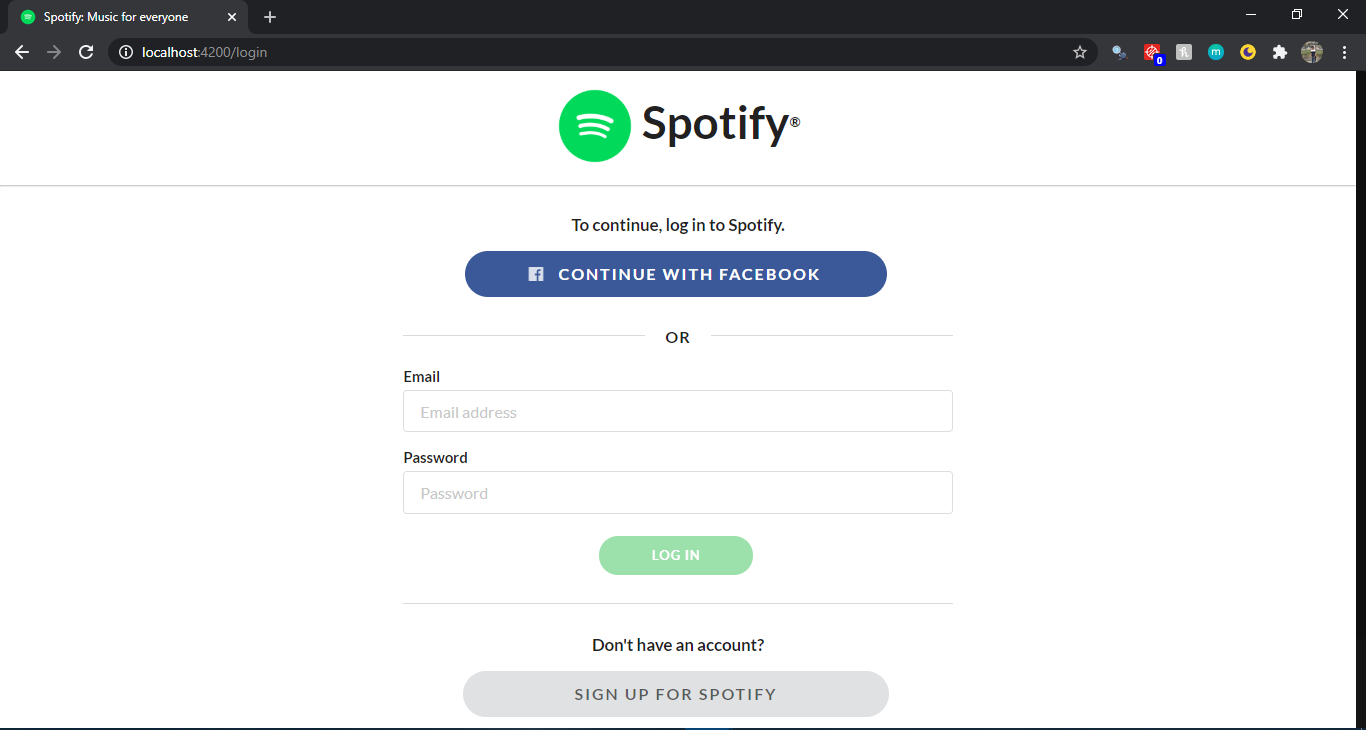 Spotify: Music for everyone
localhost:4200/login
0
m
Spotify®
To continue, log in to Spotify.
CONTINUE WITH FACEBOOK
OR
Email
Email address
Password
Password
LOG IN
Don't have an account?
SIGN UP FOR SPOTIFY